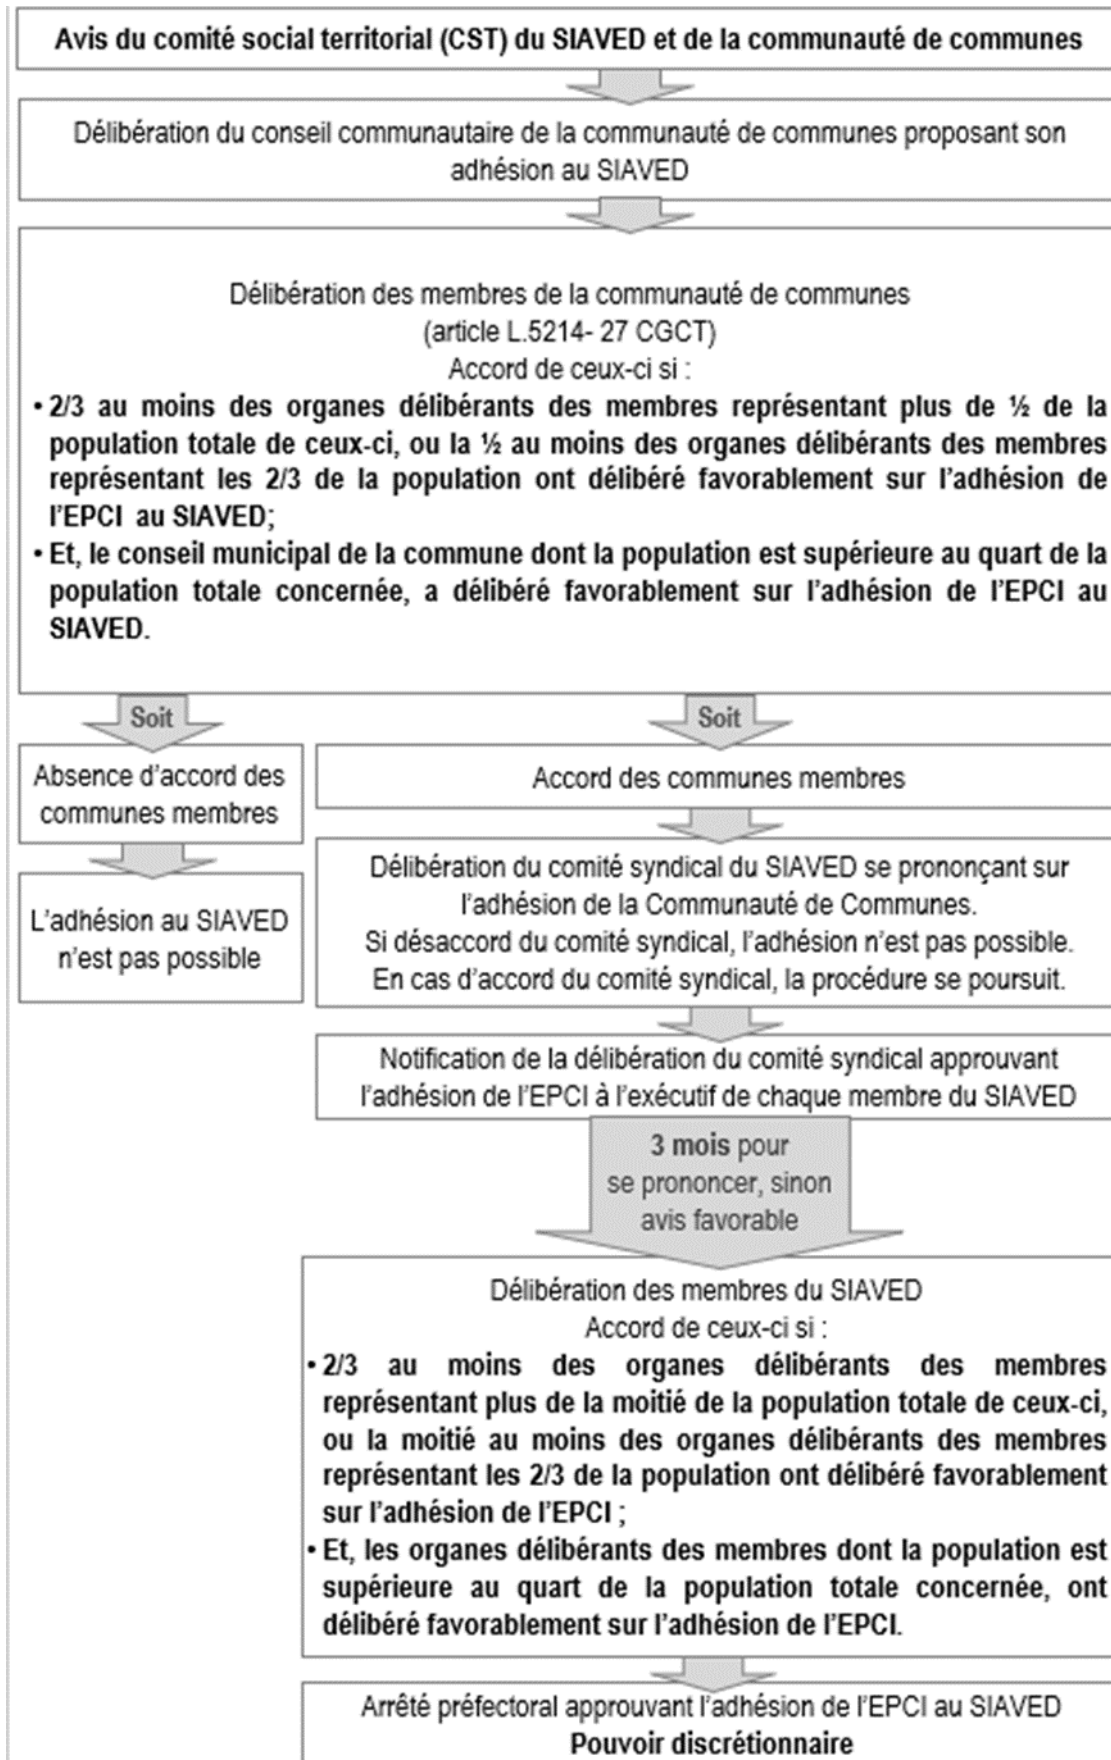 Avis du comité social territorial (CST) du SIAVED et de la communauté de communes
Délibération du conseil communautaire de la communauté de communes proposant son
adhésion au SIAVED
Délibération des membres de la communauté de communes
(article L.5214- 27 CGCT)
Accord de ceux-ci si :
• 2/3 au moins des organes délibérants des membres représentant plus de ½ de la
population totale de ceux-ci, ou la ½ au moins des organes délibérants des membres
représentant les 2/3 de la population ont délibéré favorablement sur l'adhésion de
l'EPCI au SIAVED;
• Et, le conseil municipal de la commune dont la population est supérieure au quart de la
population totale concernée, a délibéré favorablement sur l'adhésion de l'EPCI au
SIAVED.
Soit
Absence d'accord des
communes membres
L'adhésion au SIAVED
n'est pas possible
Soit
Accord des communes membres
Délibération du comité syndical du SIAVED se prononçant sur
l'adhésion de la Communauté de Communes.
Si désaccord du comité syndical, l'adhésion n'est pas possible.
En cas d'accord du comité syndical, la procédure se poursuit.
Notification de la délibération du comité syndical approuvant
l'adhésion de l'EPCI à l'exécutif de chaque membre du SIAVED
3 mois pour
se prononcer, sinon
avis favorable
Délibération des membres du SIAVED
Accord de ceux-ci si :
• 2/3 au moins des organes délibérants des membres
représentant plus de la moitié de la population totale de ceux-ci,
ou la moitié au moins des organes délibérants des membres
représentant les 2/3 de la population ont délibéré favorablement
sur l'adhésion de l'EPCI ;
• Et, les organes délibérants des membres dont la population est
supérieure au quart de la population totale concernée, ont
délibéré favorablement sur l'adhésion de l'EPCI.
Arrêté préfectoral approuvant l'adhésion de l'EPCI au SIAVED
Pouvoir discrétionnaire